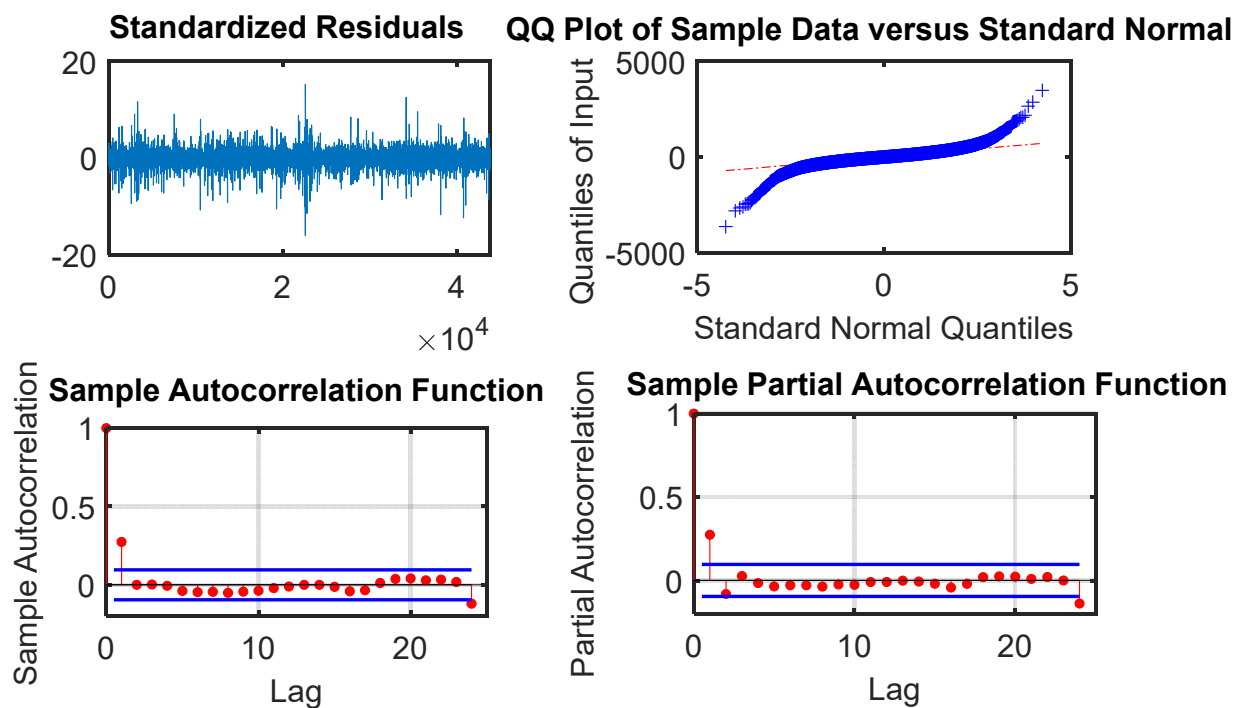 Standardized Residuals
20
0
-20
0
2
4
×10⁴
QQ Plot of Sample Data versus Standard Normal
Quantiles of Input
5000
0
-5000
-5
0
5
Standard Normal Quantiles
Sample Autocorrelation Function
Sample Autocorrelation
1
0.5
0
0
10
20
Lag
Sample Partial Autocorrelation Function
Partial Autocorrelation
1
0.5
0
0
10
20
Lag